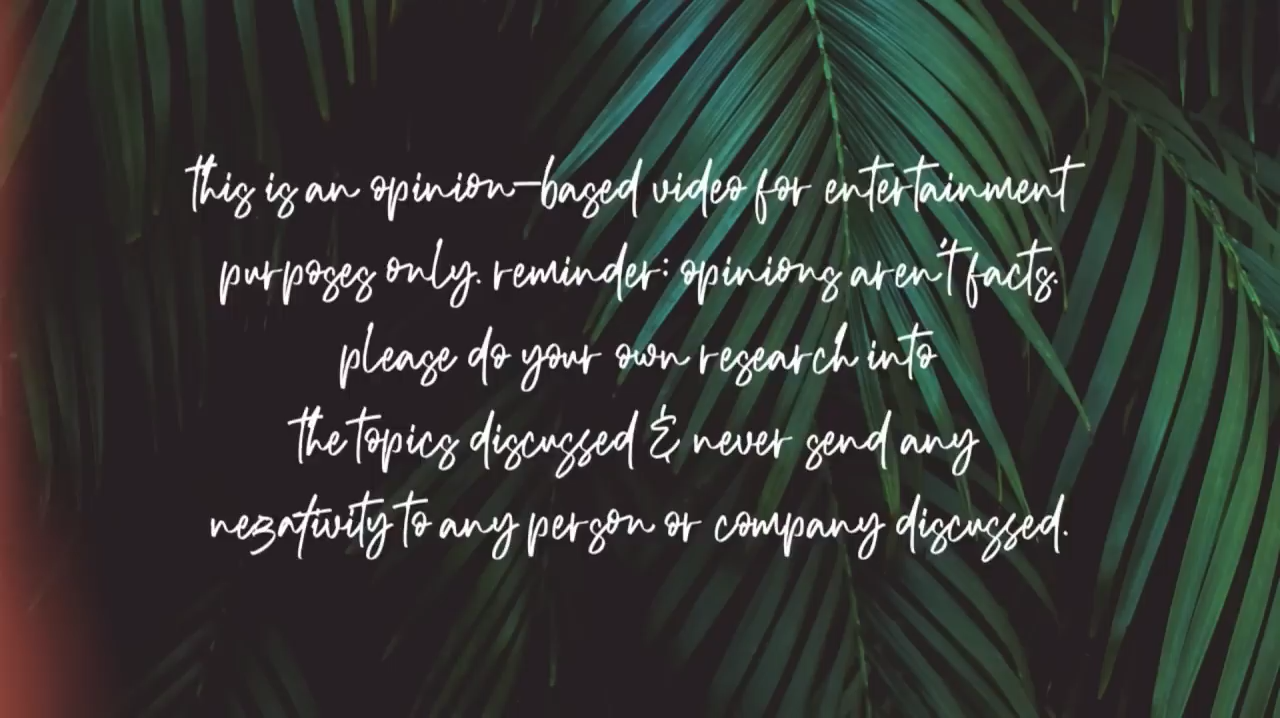 this is an opinion-based video for entertainment
purposes only. reminder: opinions aren't facts.
please do your own research into
the topics discussed & never send any
negativity to any person or company discussed.